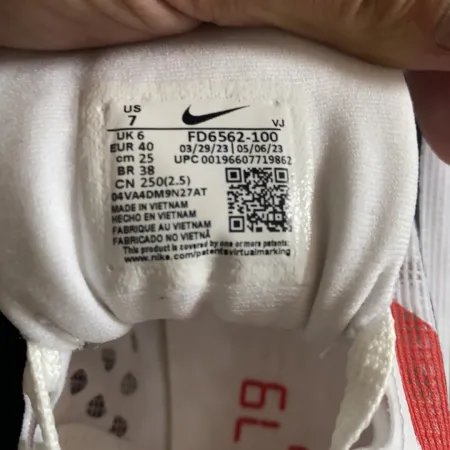 US
7
VJ
UK 6 FD6562-100
EUR 40 03/29/23 | 05/06/23
cm 25 UPC 00196607719862
BR 38
CN 250(2.5)
04VA4DM9N27AT
MADE IN VIETNAM
HECHO EN VIETNAM
FABRIQUE AU VIETNAM
FABRICADO NO VIETNÃ
This product is covered by one or more patents:
www.nike.com/patentsvirtualmarking